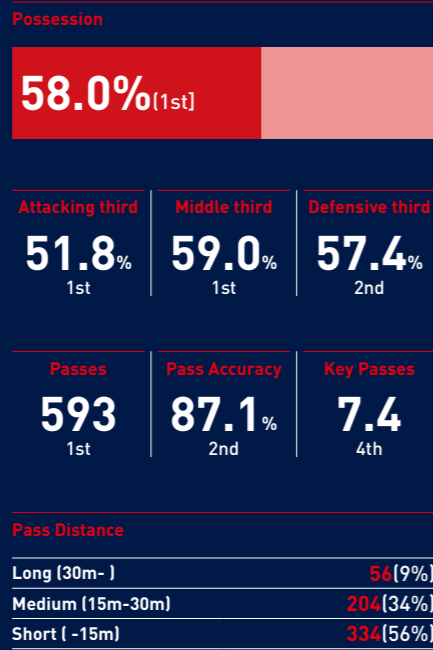 Possession
58.0%(1st]
Attacking third Middle third Defensive third
51.8% 59.0% 57.4%
1st 1st 2nd
Passes Pass Accuracy Key Passes
593 87.1% 7.4
1st 2nd 4th
Pass Distance
Long (30m- ) 56(9%)
Medium (15m-30m) 204(34%)
Short ( -15m) 334(56%)